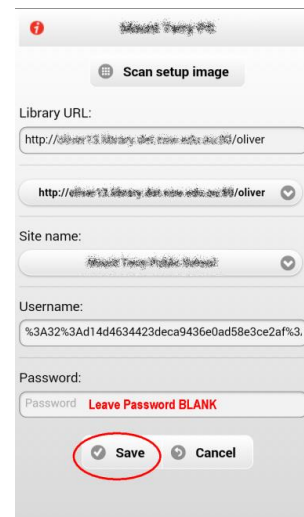 Scan setup image
Library URL:
http:// /oliver
http:// /oliver
Site name:
Username:
%3A32%3Ad14d4634423deca9436e0ad58e3ce2af%3
Password:
Password Leave Password BLANK
Save Cancel